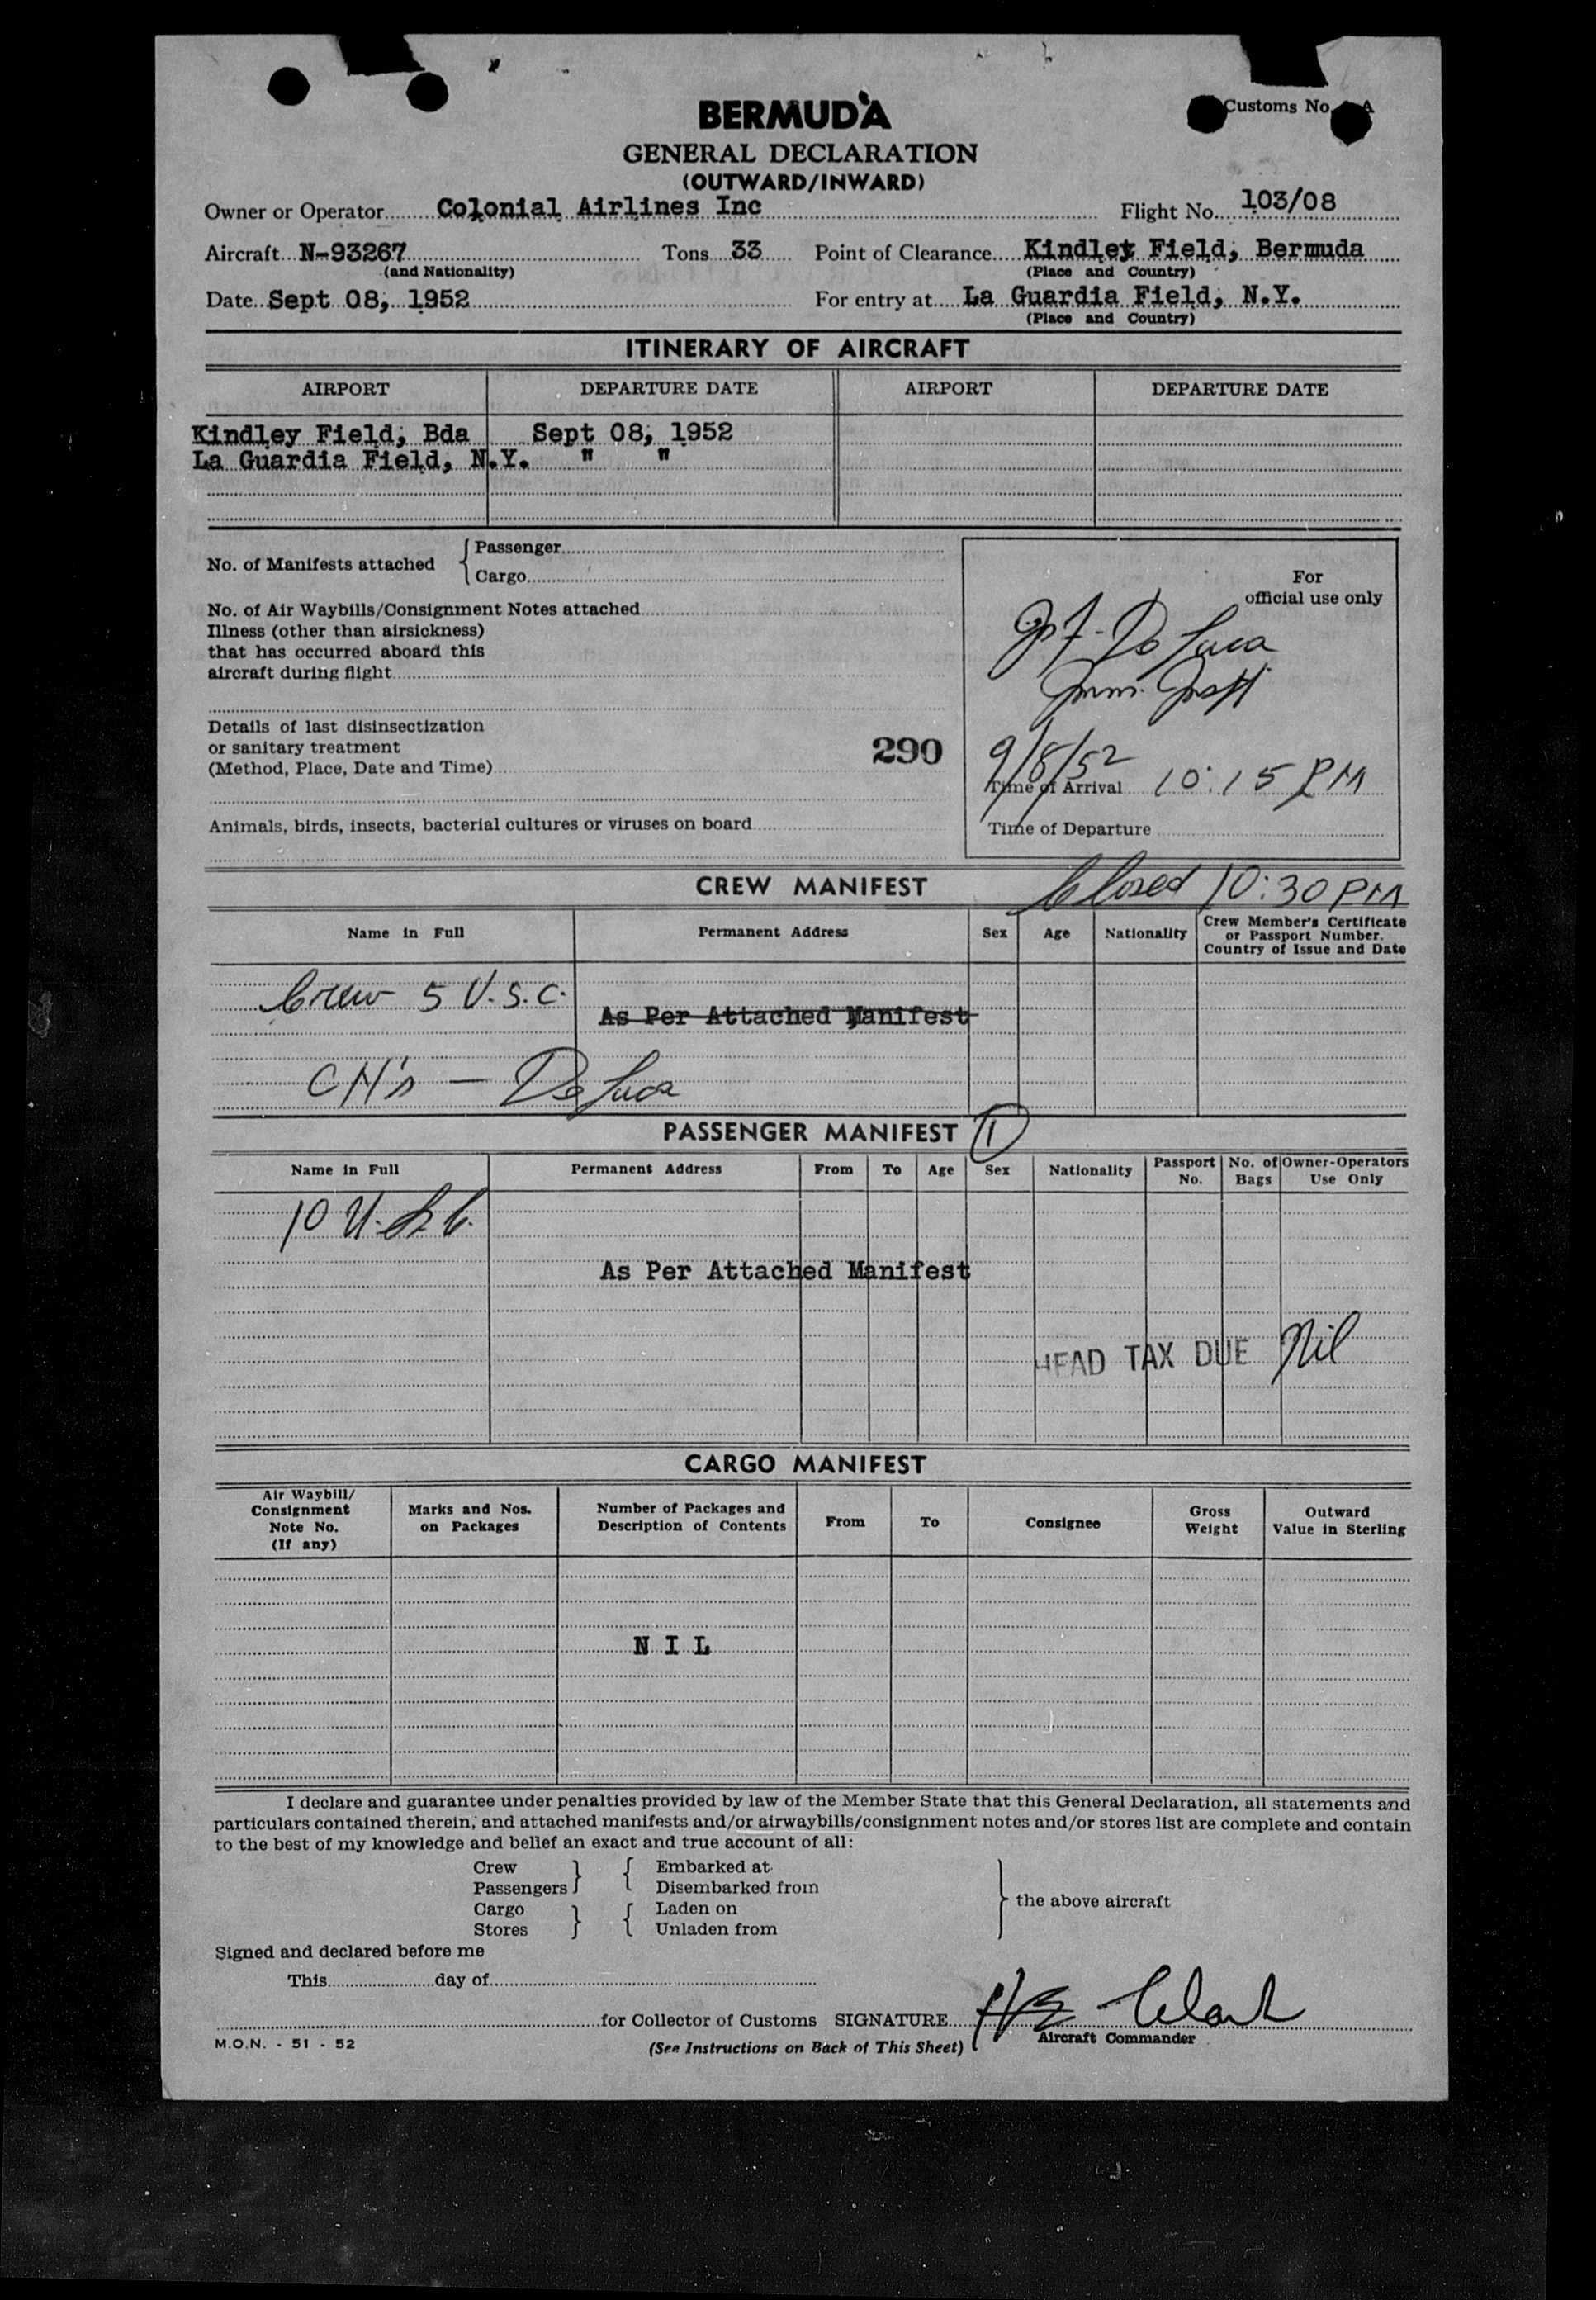 Customs No. A
BERMUDA
GENERAL DECLARATION
(OUTWARD/INWARD)
Owner or Operator Colonial Airlines Inc Flight No. 103/08
Aircraft N-93267 Tons 33 Point of Clearance Kindley Field, Bermuda
(and Nationality) (Place and Country)
Date Sept 08, 1952 For entry at La Guardia Field, N.Y.
(Place and Country)
ITINERARY OF AIRCRAFT
AIRPORT DEPARTURE DATE AIRPORT DEPARTURE DATE
Kindley Field, Bda Sept 08, 1952
La Guardia Field, N.Y. " "
No. of Manifests attached { Passenger
Cargo
No. of Air Waybills/Consignment Notes attached
Illness (other than airsickness)
that has occurred aboard this
aircraft during flight
Details of last disinsectization
or sanitary treatment
(Method, Place, Date and Time)
290
Animals, birds, insects, bacterial cultures or viruses on board
For
official use only
De Luca
Imm. Inspt
9/8/52
Time of Arrival 10:15 PM
Time of Departure
CREW MANIFEST Closed 10:30 PM
Name in Full Permanent Address Sex Age Nationality Crew Member's Certificate
or Passport Number.
Country of Issue and Date
Crew 5 U.S.C.
As Per Attached Manifest
De Luca
PASSENGER MANIFEST 1
Name in Full Permanent Address From To Age Sex Nationality Passport No. No. of Bags Owner-Operators Use Only
10 U.S.C.
As Per Attached Manifest
HEAD TAX DUE Nil
CARGO MANIFEST
Air Waybill/
Consignment
Note No.
(If any)
Marks and Nos.
on Packages
Number of Packages and
Description of Contents
From To Consignee Gross Weight Outward Value in Sterling
N I L
I declare and guarantee under penalties provided by law of the Member State that this General Declaration, all statements and
particulars contained therein, and attached manifests and/or airwaybills/consignment notes and/or stores list are complete and contain
to the best of my knowledge and belief an exact and true account of all:
Crew } { Embarked at
Passengers Disembarked from
Cargo } { Laden on
Stores Unladen from
} the above aircraft
Signed and declared before me
This day of
for Collector of Customs SIGNATURE Clark
Aircraft Commander
M.O.N. - 51 - 52
(See Instructions on Back of This Sheet)